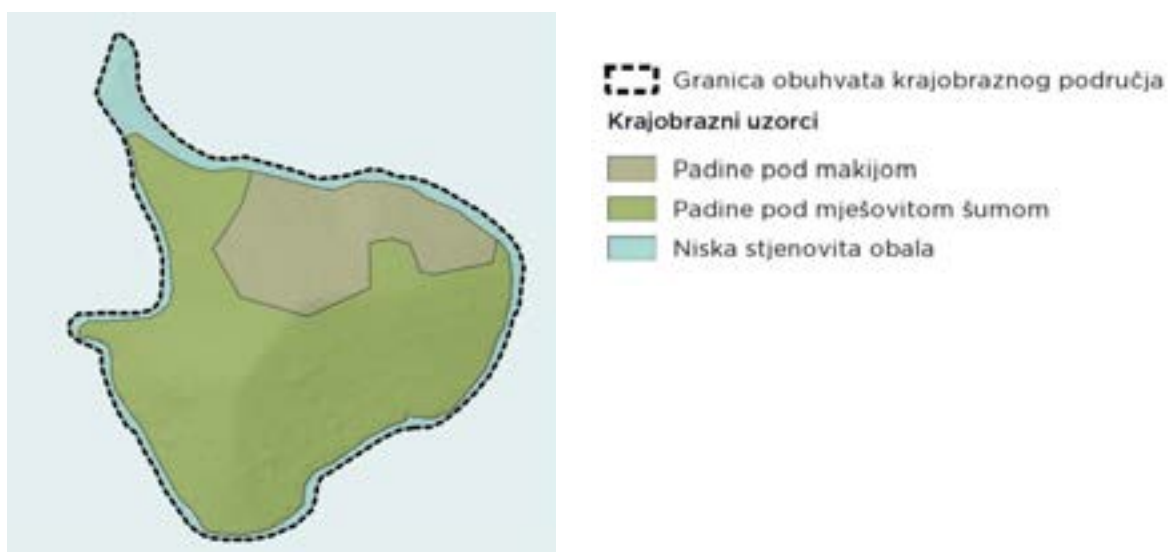 Granica obuhvata krajobraznog područja
Krajobrazni uzorci
Padine pod makijom
Padine pod mješovitom šumom
Niska stjenovita obala